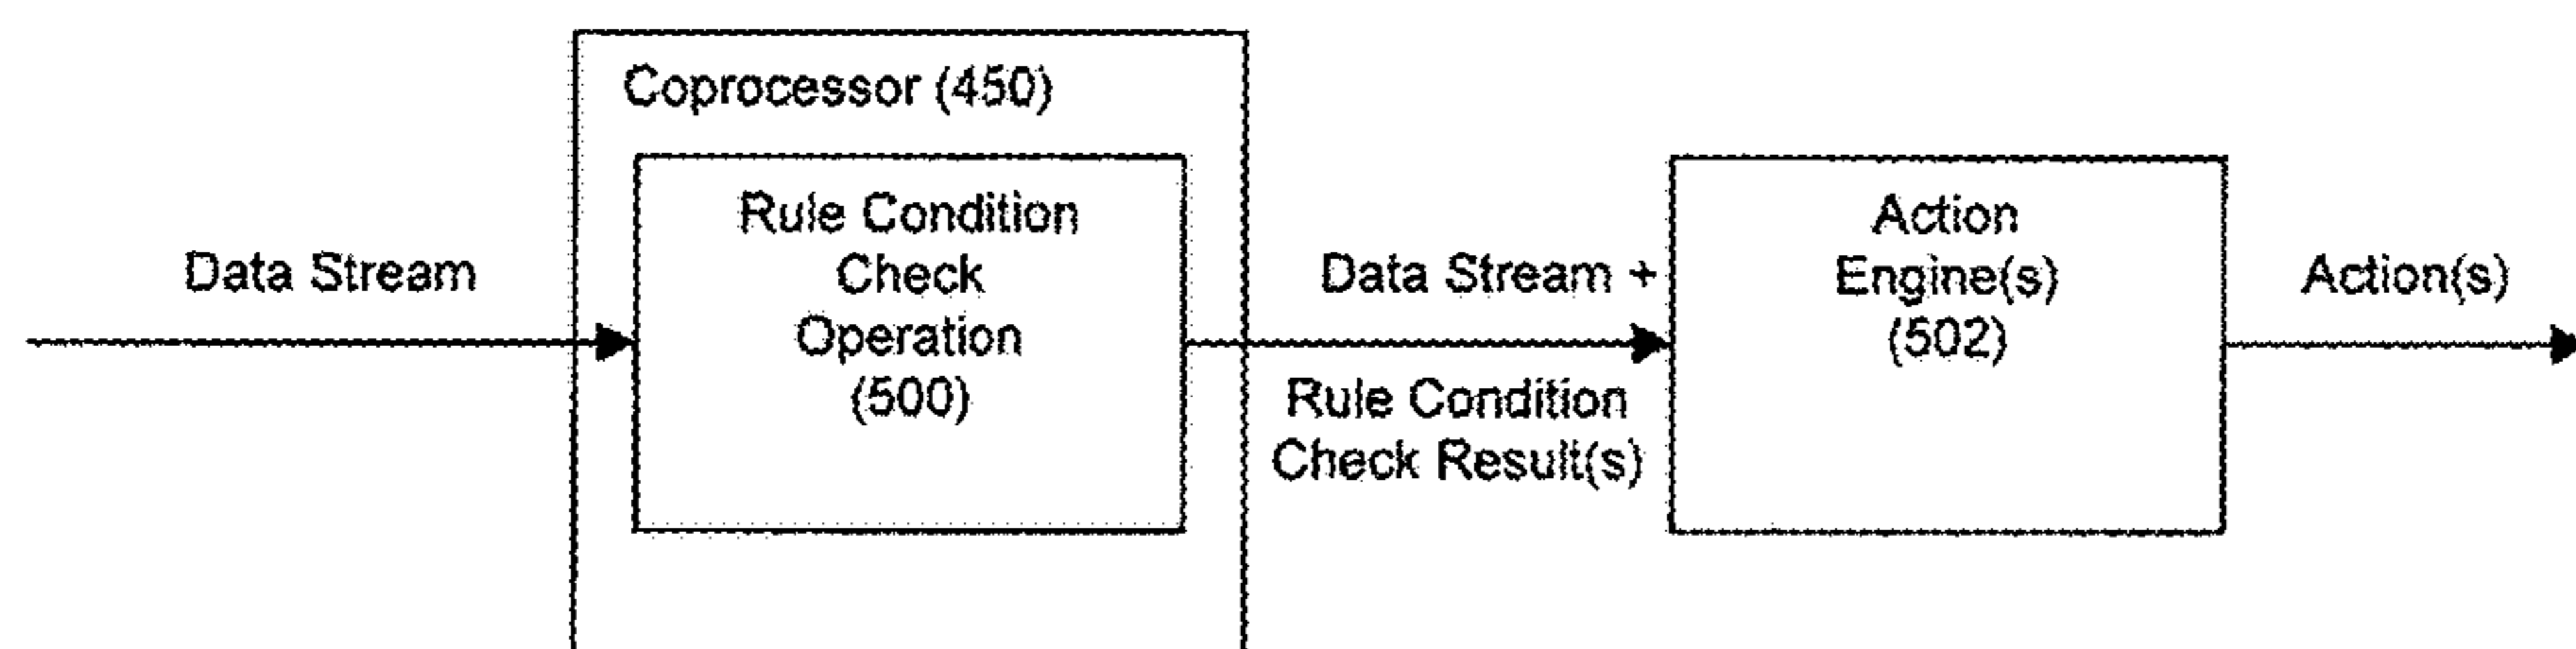 Coprocessor (450)
Data Stream
Rule Condition
Check
Operation
(500)
Data Stream +
Rule Condition
Check Result(s)
Action
Engine(s)
(502)
Action(s)